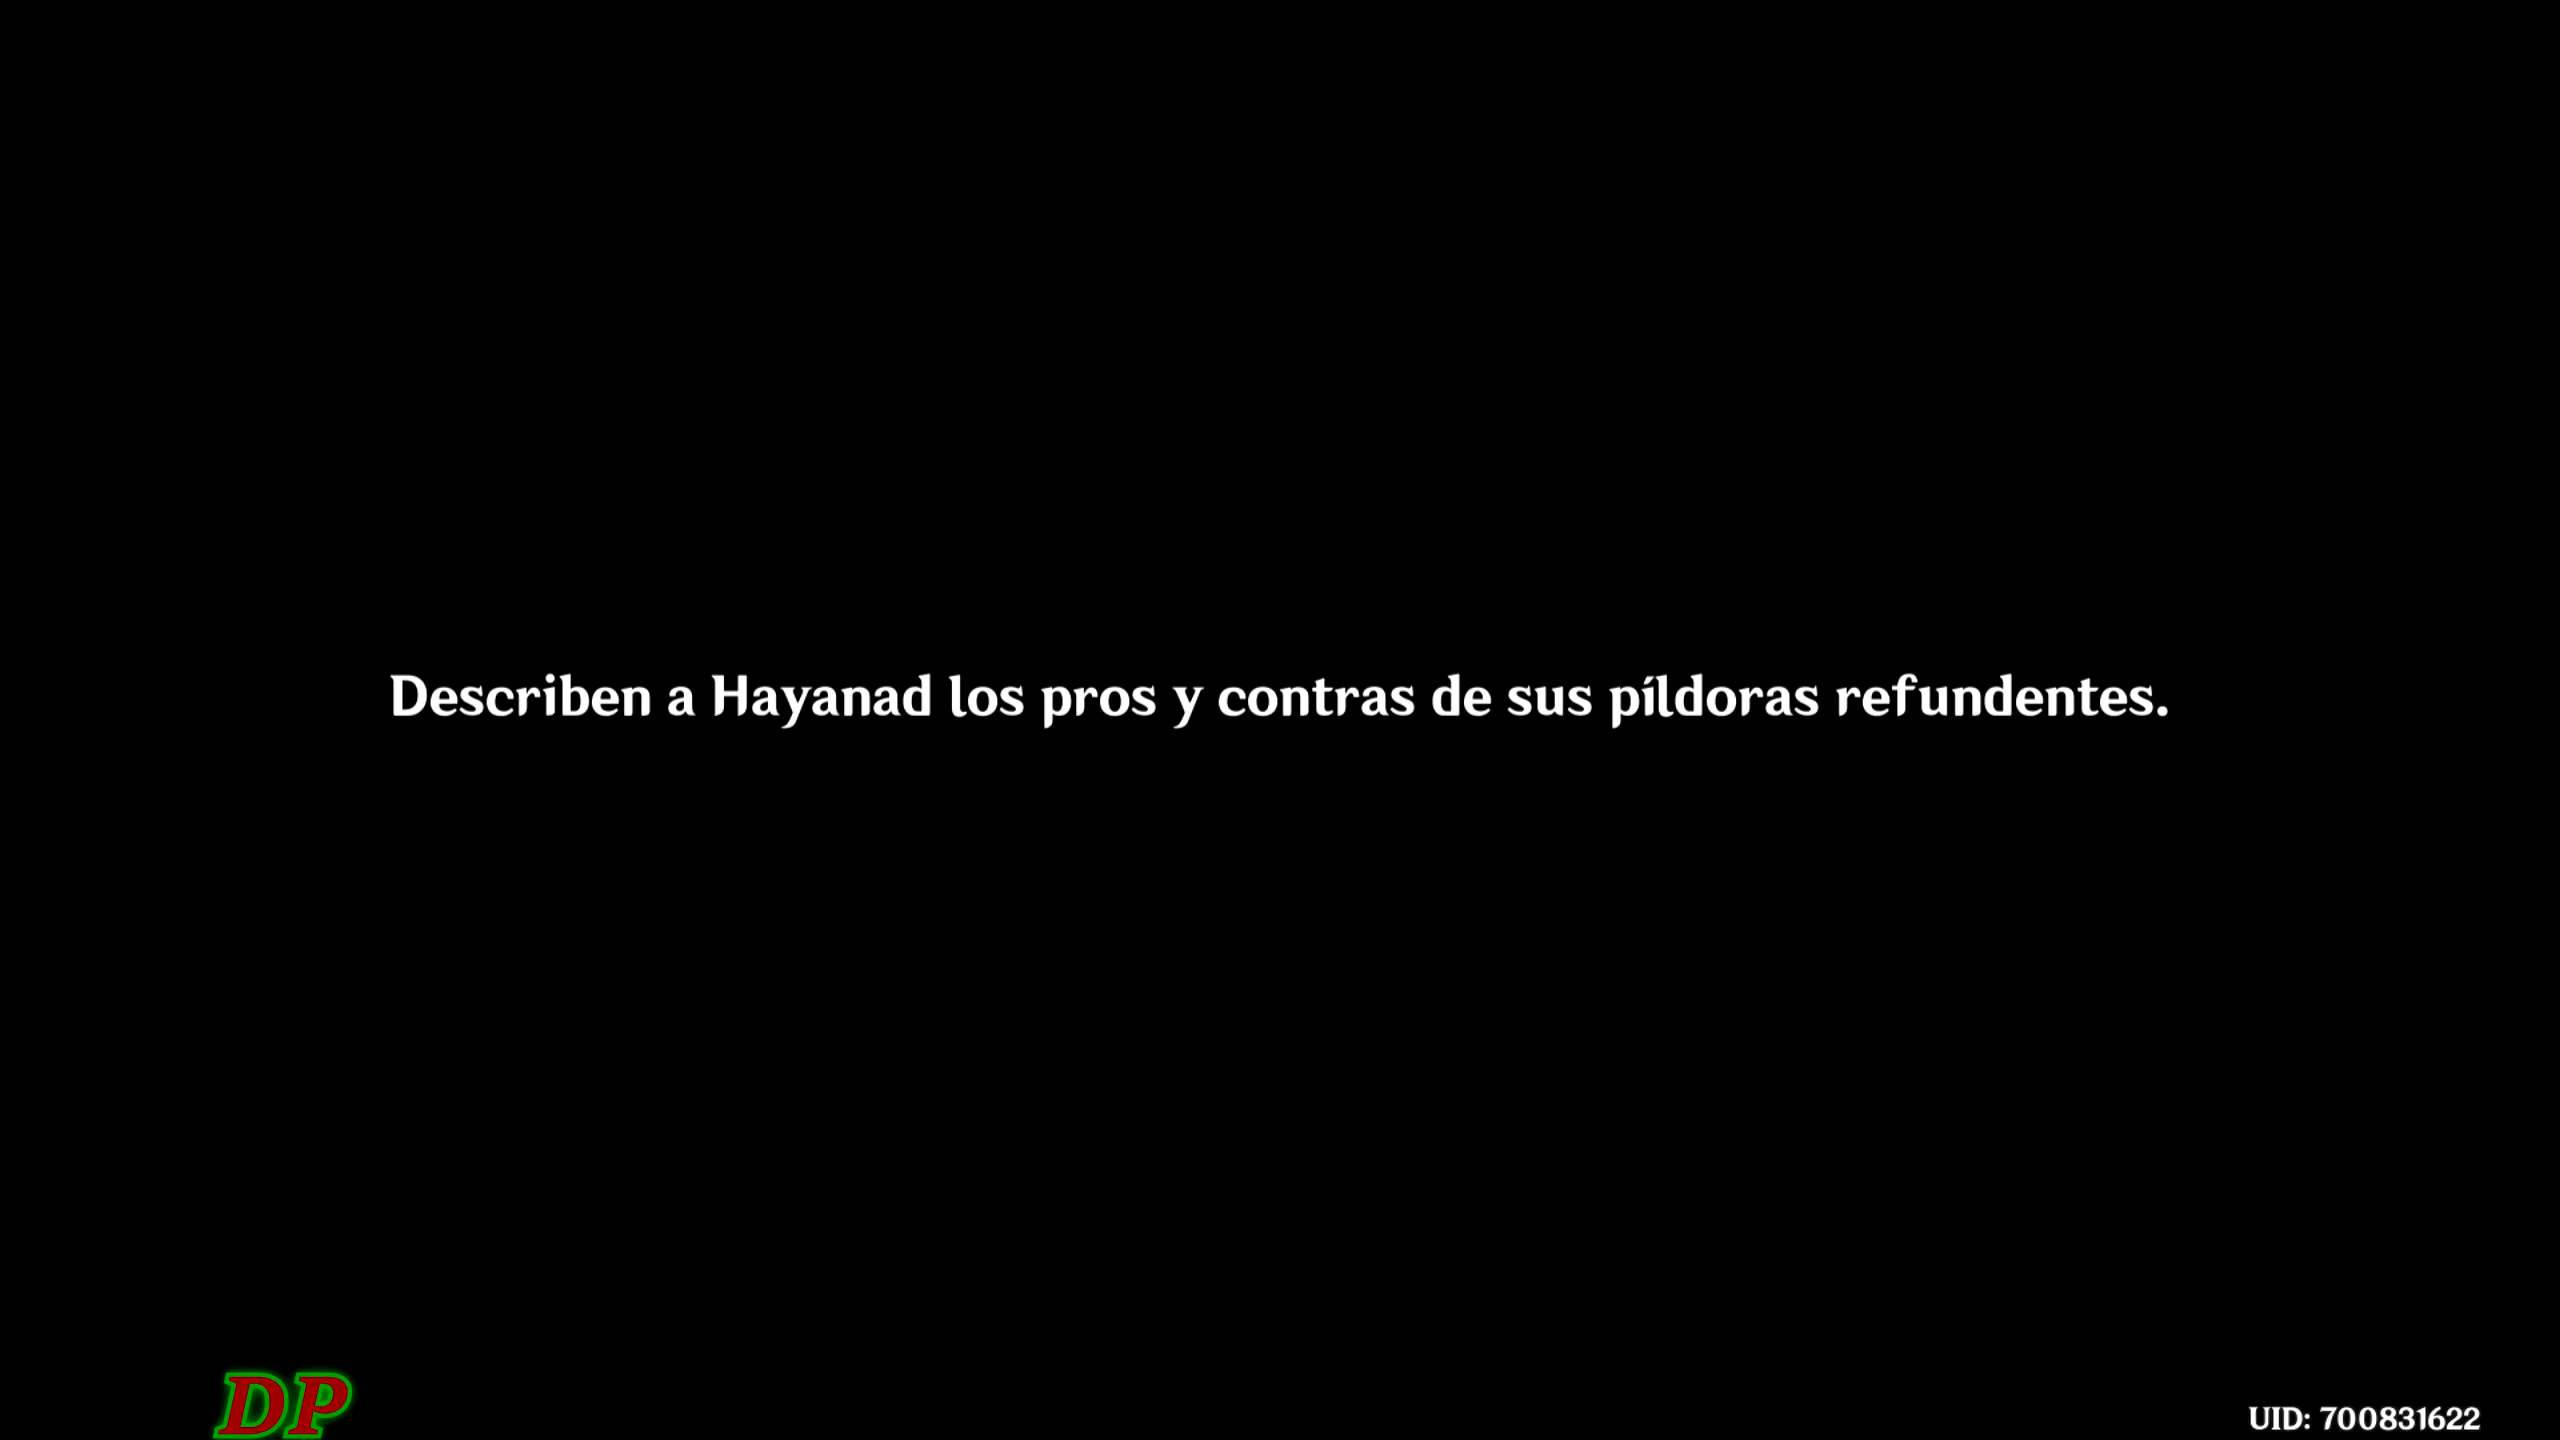 Describen a Hayanad los pros y contras de sus píldoras refundentes.
DP
UID: 700831622